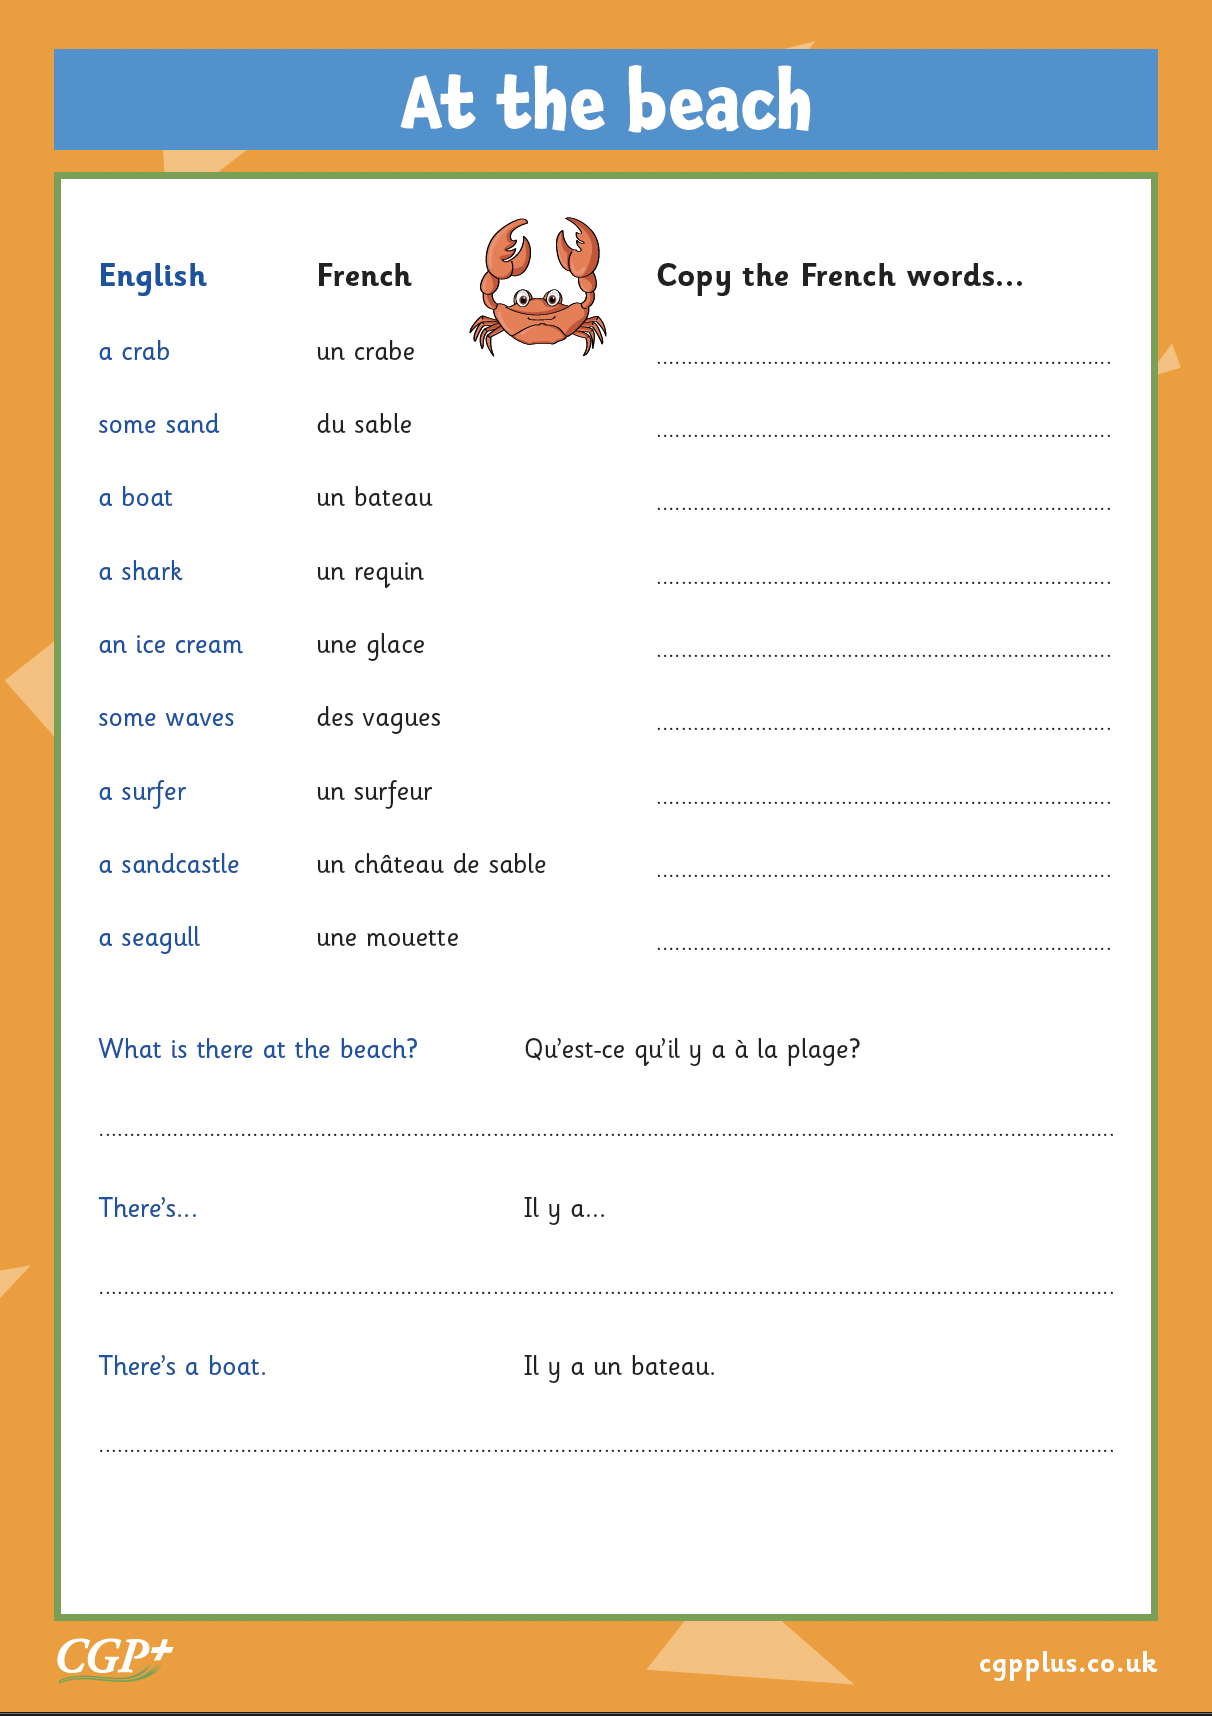 At the beach
English French Copy the French words...
a crab un crabe
some sand du sable
a boat un bateau
a shark un requin
an ice cream une glace
some waves des vagues
a surfer un surfeur
a sandcastle un château de sable
a seagull une mouette
What is there at the beach? Qu’est-ce qu’il y a à la plage?
There’s... Il y a...
There’s a boat. Il y a un bateau.
CGP+ cgpplus.co.uk